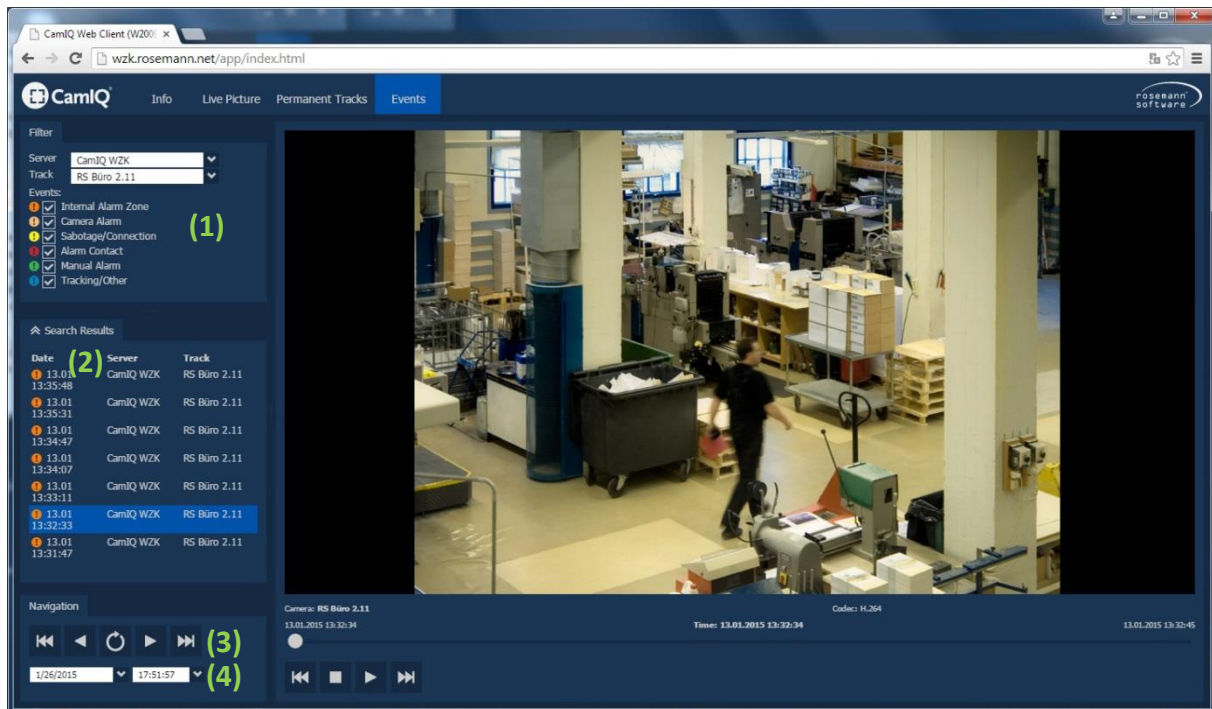 CamIQ Web Client (W200
wzk.rosemann.net/app/index.html
CamIQ Info Live Picture Permanent Tracks Events
rosemann
software
Filter
Server CamIQ WZK
Track RS Büro 2.11
Events:
Internal Alarm Zone
Camera Alarm
Sabotage/Connection
Alarm Contact
Manual Alarm
Tracking/Other
(1)
Search Results
Date (2) Server Track
13.01 CamIQ WZK RS Büro 2.11
13:35:48
13.01 CamIQ WZK RS Büro 2.11
13:35:31
13.01 CamIQ WZK RS Büro 2.11
13:34:47
13.01 CamIQ WZK RS Büro 2.11
13:34:07
13.01 CamIQ WZK RS Büro 2.11
13:33:11
13.01 CamIQ WZK RS Büro 2.11
13:32:33
13.01 CamIQ WZK RS Büro 2.11
13:31:47
Navigation
(3)
1/26/2015 17:51:57 (4)
Camera: RS Büro 2.11 Codec: H.264
13.01.2015 13:32:34 Time: 13.01.2015 13:32:34 13.01.2015 13:32:45